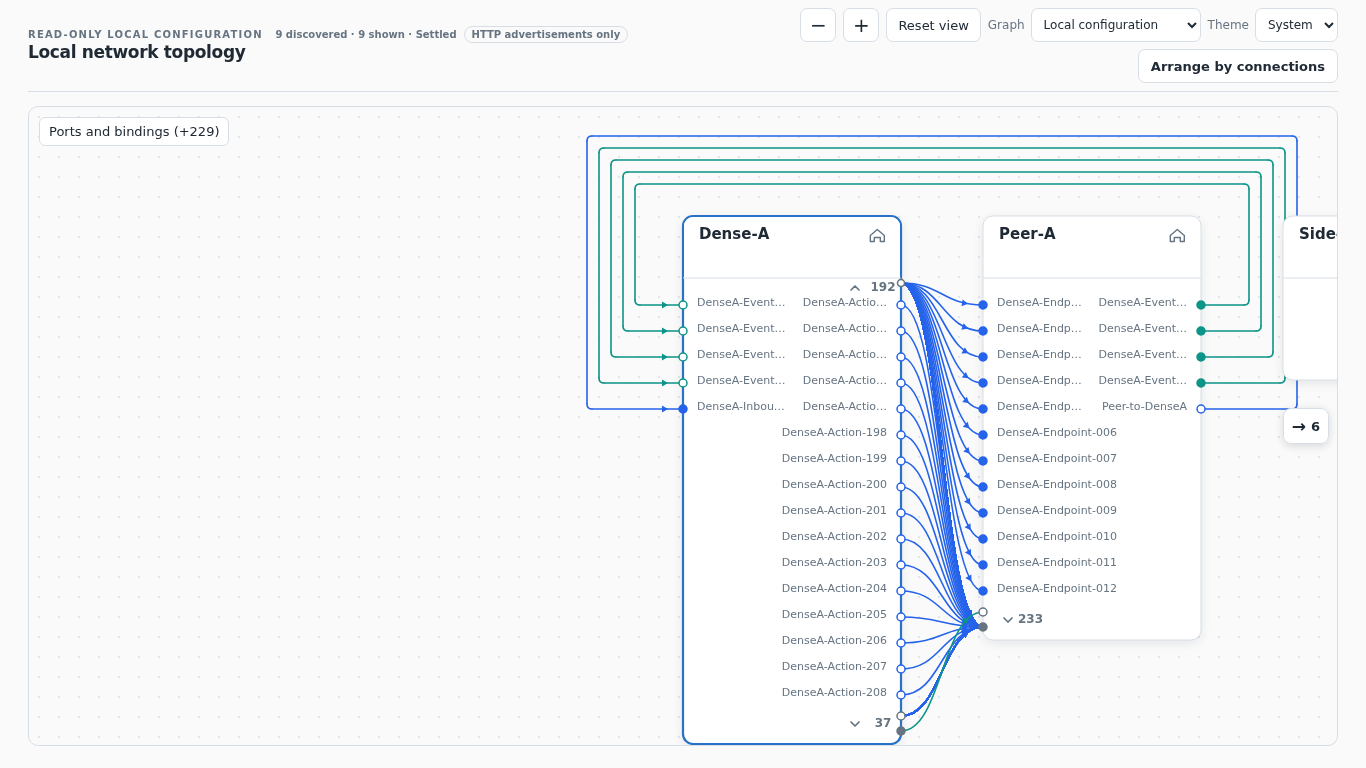 READ-ONLY LOCAL CONFIGURATION 9 discovered · 9 shown · Settled HTTP advertisements only
Local network topology
− + Reset view Graph Local configuration Theme System
Arrange by connections
Ports and bindings (+229)
Dense-A
192
DenseA-Event… DenseA-Actio…
DenseA-Event… DenseA-Actio…
DenseA-Event… DenseA-Actio…
DenseA-Event… DenseA-Actio…
DenseA-Inbou… DenseA-Actio…
DenseA-Action-198
DenseA-Action-199
DenseA-Action-200
DenseA-Action-201
DenseA-Action-202
DenseA-Action-203
DenseA-Action-204
DenseA-Action-205
DenseA-Action-206
DenseA-Action-207
DenseA-Action-208
37
Peer-A
DenseA-Endp… DenseA-Event…
DenseA-Endp… DenseA-Event…
DenseA-Endp… DenseA-Event…
DenseA-Endp… DenseA-Event…
DenseA-Endp… Peer-to-DenseA
DenseA-Endpoint-006
DenseA-Endpoint-007
DenseA-Endpoint-008
DenseA-Endpoint-009
DenseA-Endpoint-010
DenseA-Endpoint-011
DenseA-Endpoint-012
233
Side-
→ 6